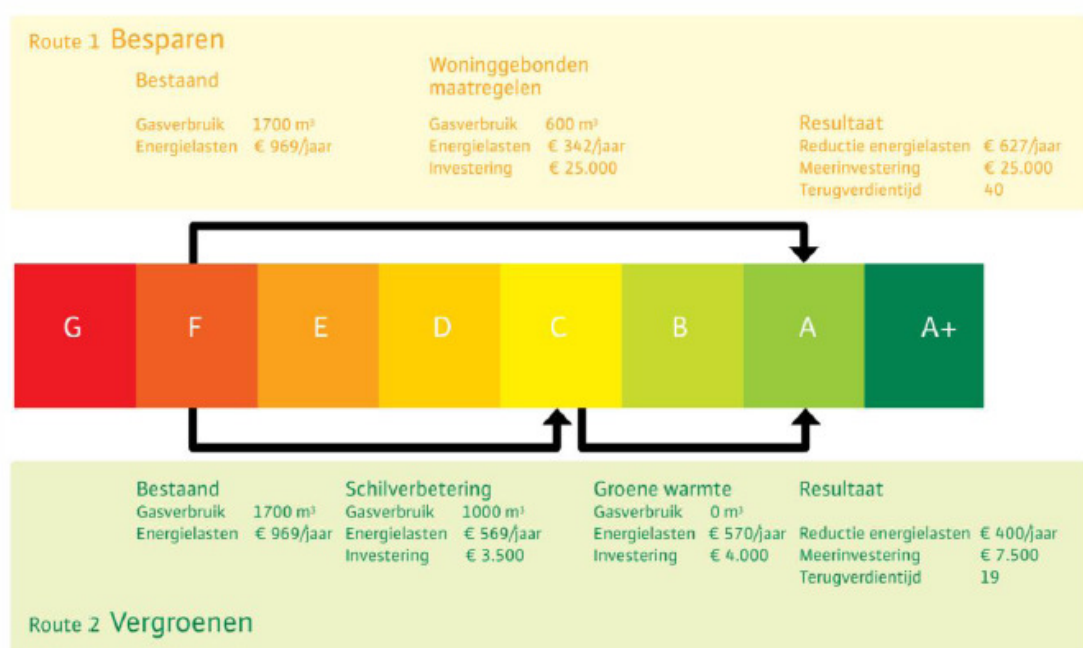 Route 1 Besparen
Bestaand
Gasverbruik 1700 m³
Energielasten € 969/jaar
Woninggebonden
maatregelen
Gasverbruik 600 m³
Energielasten € 342/jaar
Investering € 25.000
Resultaat
Reductie energielasten € 627/jaar
Meerinvestering € 25.000
Terugverdientijd 40
G F E D C B A A+
Bestaand
Gasverbruik 1700 m³
Energielasten € 969/jaar
Schilverbetering
Gasverbruik 1000 m³
Energielasten € 569/jaar
Investering € 3.500
Groene warmte
Gasverbruik 0 m³
Energielasten € 570/jaar
Investering € 4.000
Resultaat
Reductie energielasten € 400/jaar
Meerinvestering € 7.500
Terugverdientijd 19
Route 2 Vergroenen